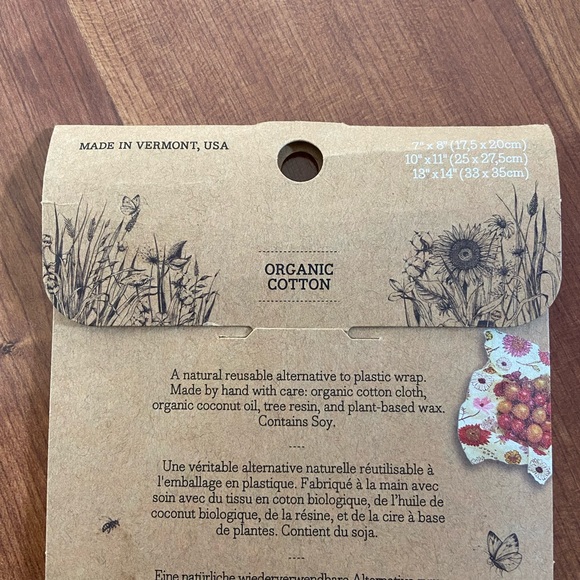 MADE IN VERMONT, USA
7" x 8" (17,5 x 20cm)
10" x 11" (25 x 27,5cm)
13" x 14" (33 x 35cm)
ORGANIC
COTTON
A natural reusable alternative to plastic wrap.
Made by hand with care: organic cotton cloth,
organic coconut oil, tree resin, and plant-based wax.
Contains Soy.
Une véritable alternative naturelle réutilisable à
l'emballage en plastique. Fabriqué à la main avec
soin avec du tissu en coton biologique, de l'huile de
coconut biologique, de la résine, et de la cire à base
de plantes. Contient du soja.
Eine natürliche wiederverwendbare Alternative